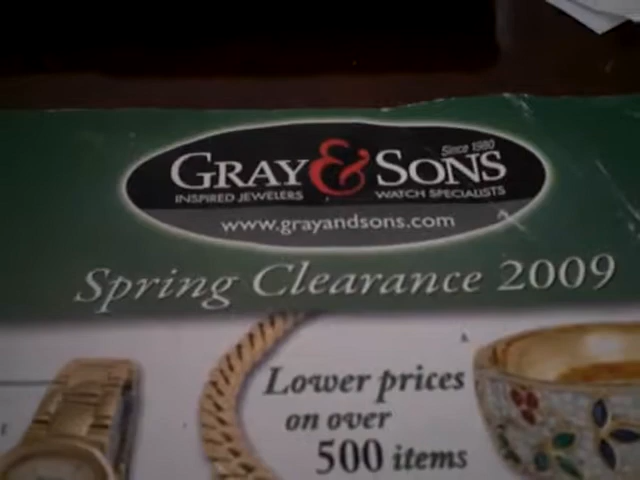 Since 1980
GRAY & SONS
INSPIRED JEWELERS WATCH SPECIALISTS
www.grayandsons.com
Spring Clearance 2009
Lower prices
on over
500 items